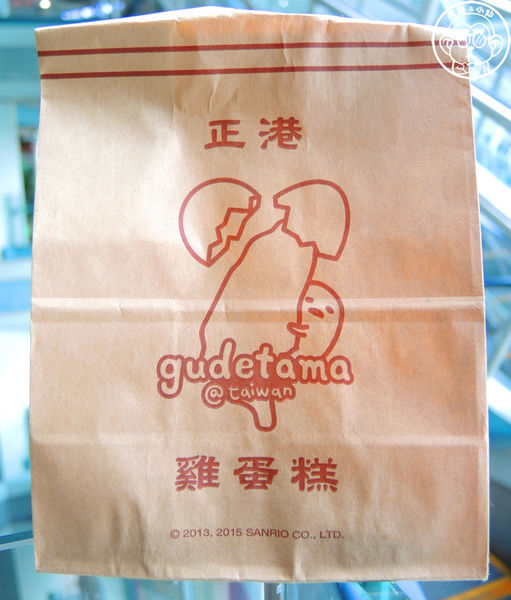 正港
gudetama
@taiwan
雞蛋糕
© 2013, 2015 SANRIO CO., LTD.